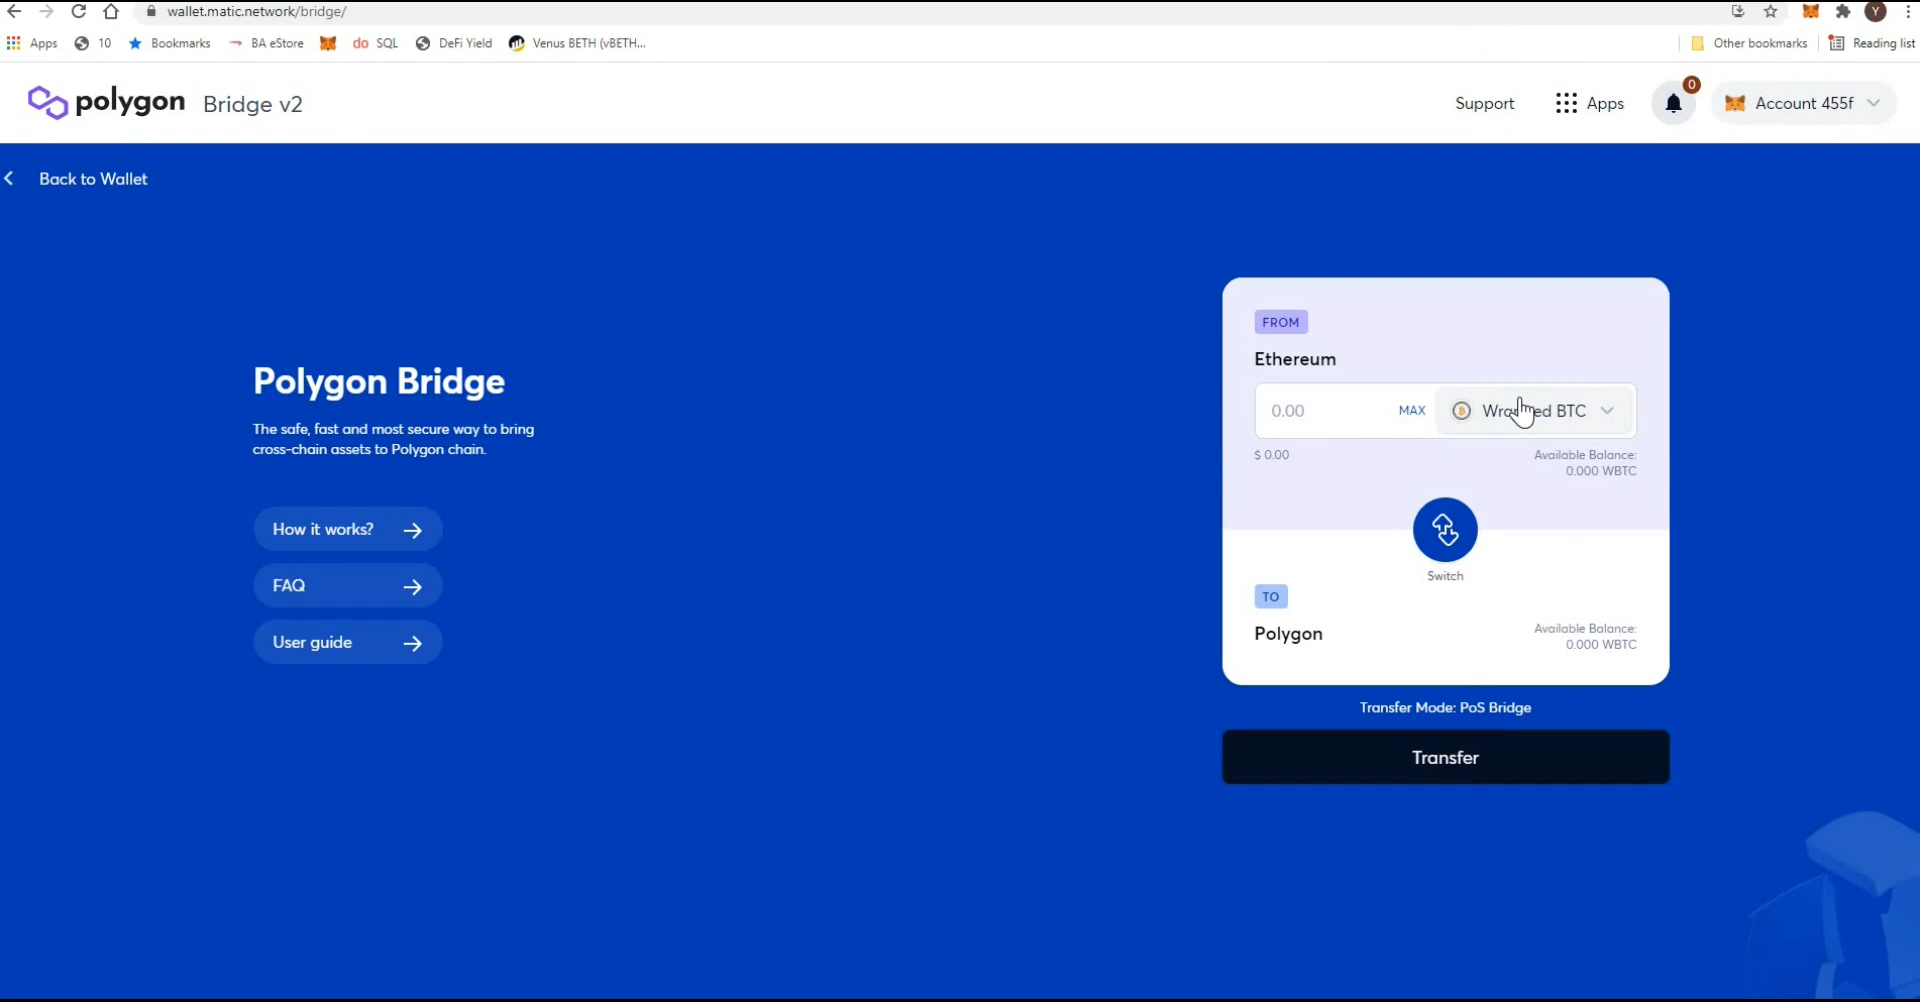 wallet.matic.network/bridge/
Apps 10 Bookmarks BA eStore do SQL DeFi Yield Venus BETH (vBETH... Other bookmarks Reading list
Y
polygon Bridge v2 Support Apps 0 Account 455f
Back to Wallet
FROM
Ethereum
0.00 MAX BTC
$ 0.00 Available Balance:
0.000 WBTC
Switch
TO
Polygon Available Balance:
0.000 WBTC
Transfer Mode: PoS Bridge
Transfer
Polygon Bridge
The safe, fast and most secure way to bring
cross-chain assets to Polygon chain.
How it works?
FAQ
User guide